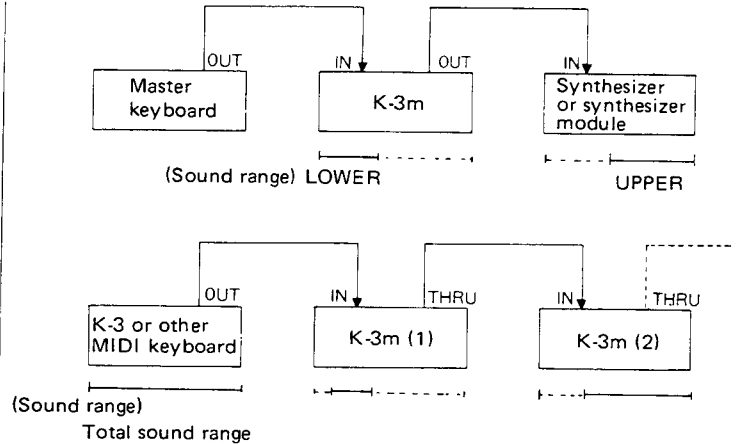 OUT
IN
OUT
IN
Master
keyboard
K-3m
Synthesizer
or synthesizer
module
(Sound range) LOWER
UPPER
OUT
IN
THRU
IN
THRU
K-3 or other
MIDI keyboard
K-3m (1)
K-3m (2)
(Sound range)
Total sound range